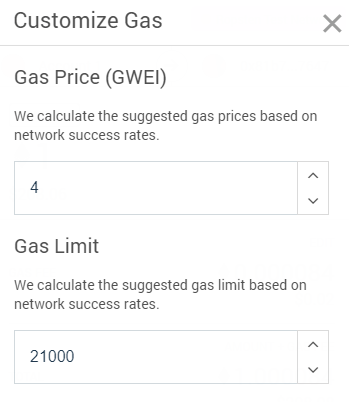 Customize Gas
Gas Price (GWEI)
We calculate the suggested gas prices based on
network success rates.
4
Gas Limit
We calculate the suggested gas limit based on
network success rates.
21000